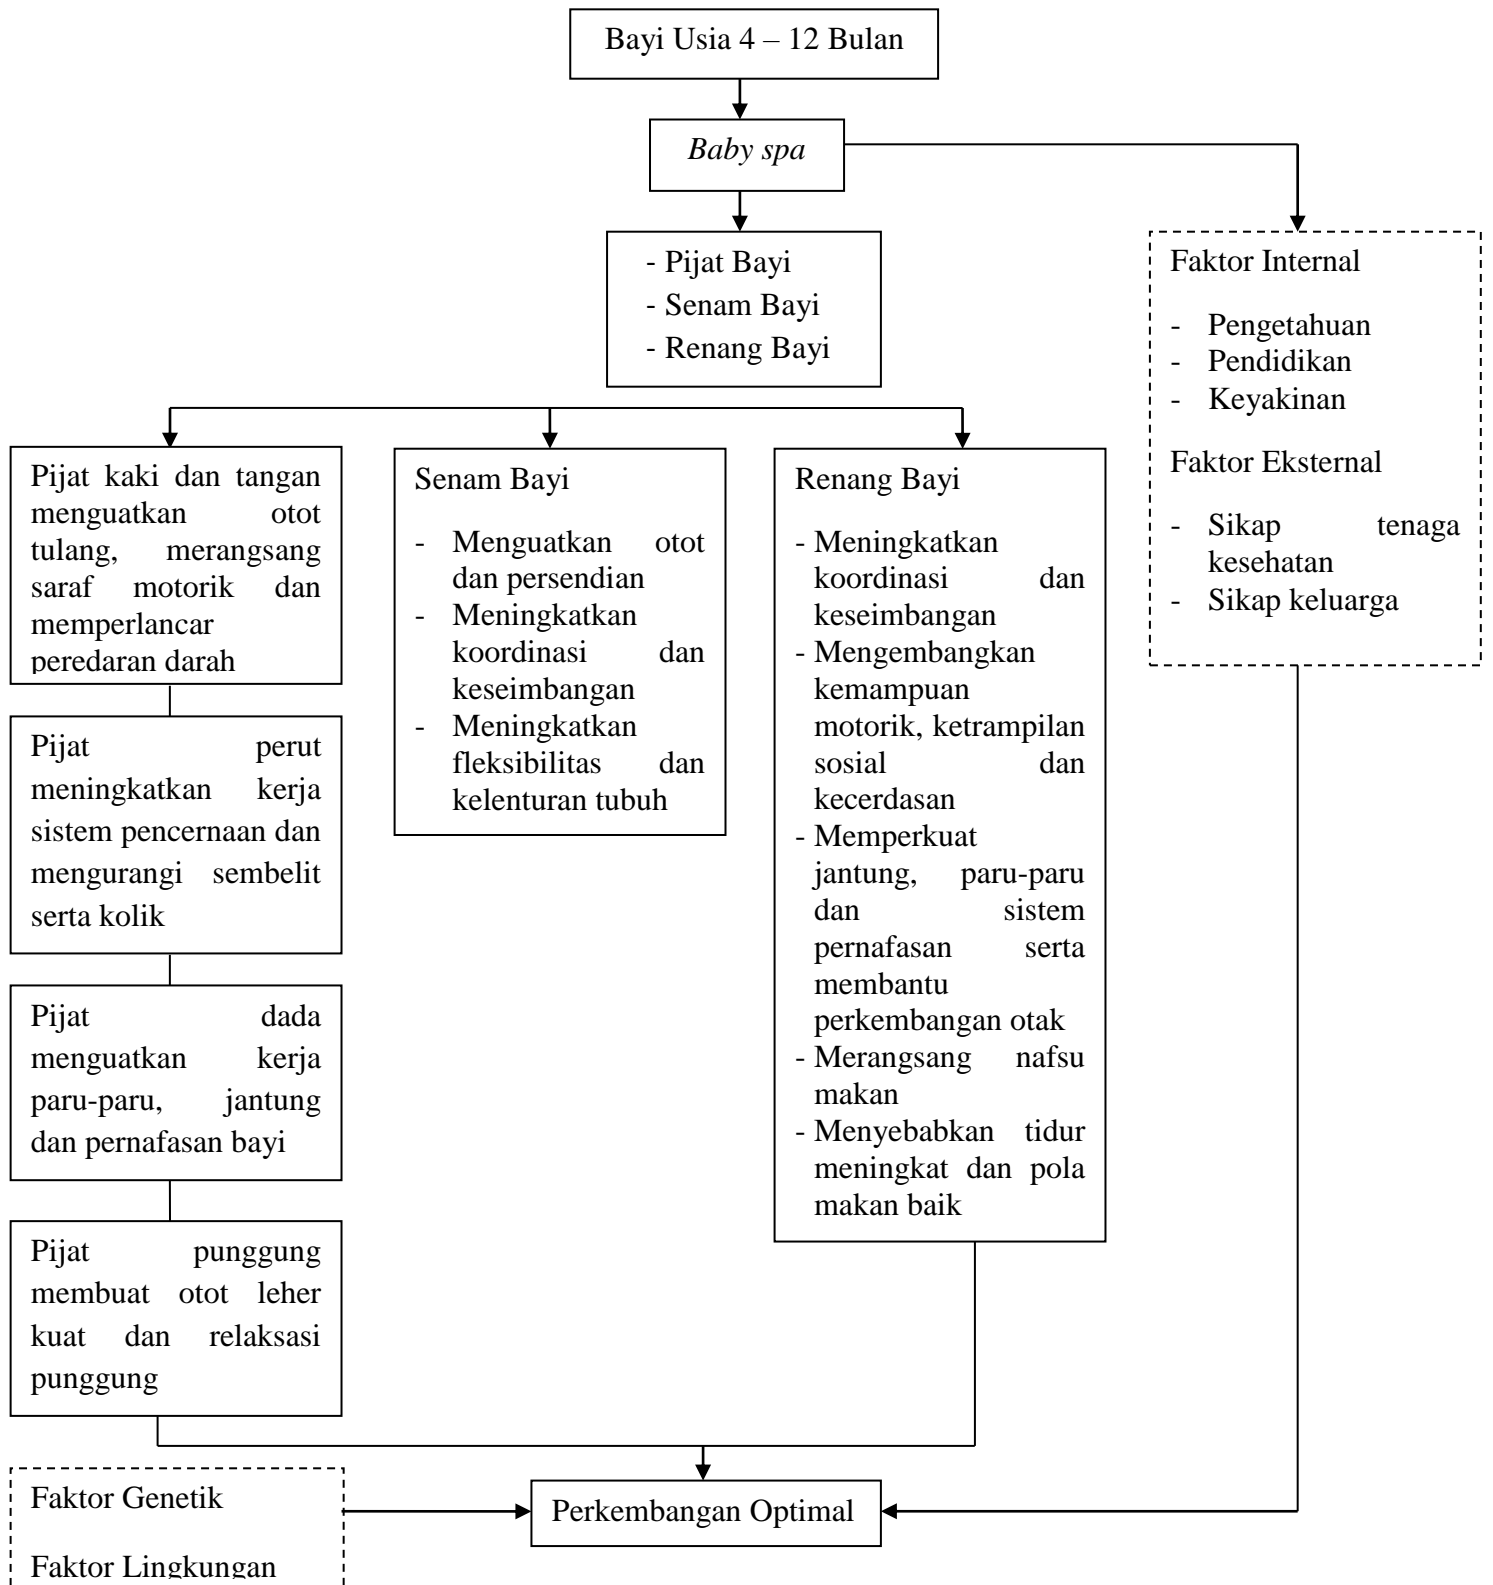 Bayi Usia 4 – 12 Bulan
Baby spa
- Pijat Bayi
- Senam Bayi
- Renang Bayi
Faktor Internal
- Pengetahuan
- Pendidikan
- Keyakinan
Faktor Eksternal
- Sikap tenaga
kesehatan
- Sikap keluarga
Pijat kaki dan tangan
menguatkan otot
tulang, merangsang
saraf motorik dan
memperlancar
peredaran darah
Pijat perut
meningkatkan kerja
sistem pencernaan dan
mengurangi sembelit
serta kolik
Pijat dada
menguatkan kerja
paru-paru, jantung
dan pernafasan bayi
Pijat punggung
membuat otot leher
kuat dan relaksasi
punggung
Senam Bayi
- Menguatkan otot
dan persendian
- Meningkatkan
koordinasi dan
keseimbangan
- Meningkatkan
fleksibilitas dan
kelenturan tubuh
Renang Bayi
- Meningkatkan
koordinasi dan
keseimbangan
- Mengembangkan
kemampuan
motorik, ketrampilan
sosial dan
kecerdasan
- Memperkuat
jantung, paru-paru
dan sistem
pernafasan serta
membantu
perkembangan otak
- Merangsang nafsu
makan
- Menyebabkan tidur
meningkat dan pola
makan baik
Faktor Genetik
Faktor Lingkungan
Perkembangan Optimal